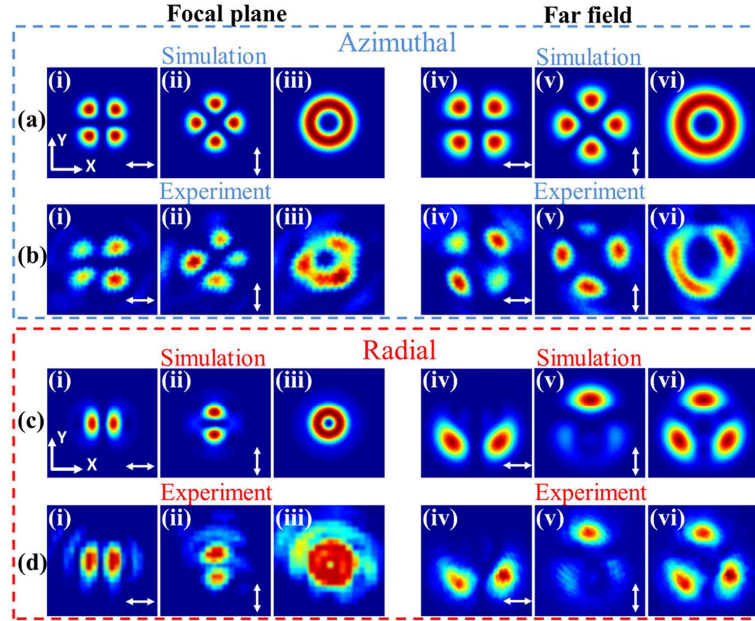 Focal plane Far field
Azimuthal
Simulation Simulation
(a) (i) (ii) (iii) (iv) (v) (vi)
Y
X
Experiment Experiment
(b) (i) (ii) (iii) (iv) (v) (vi)
Radial
Simulation Simulation
(c) (i) (ii) (iii) (iv) (v) (vi)
Y
X
Experiment Experiment
(d) (i) (ii) (iii) (iv) (v) (vi)